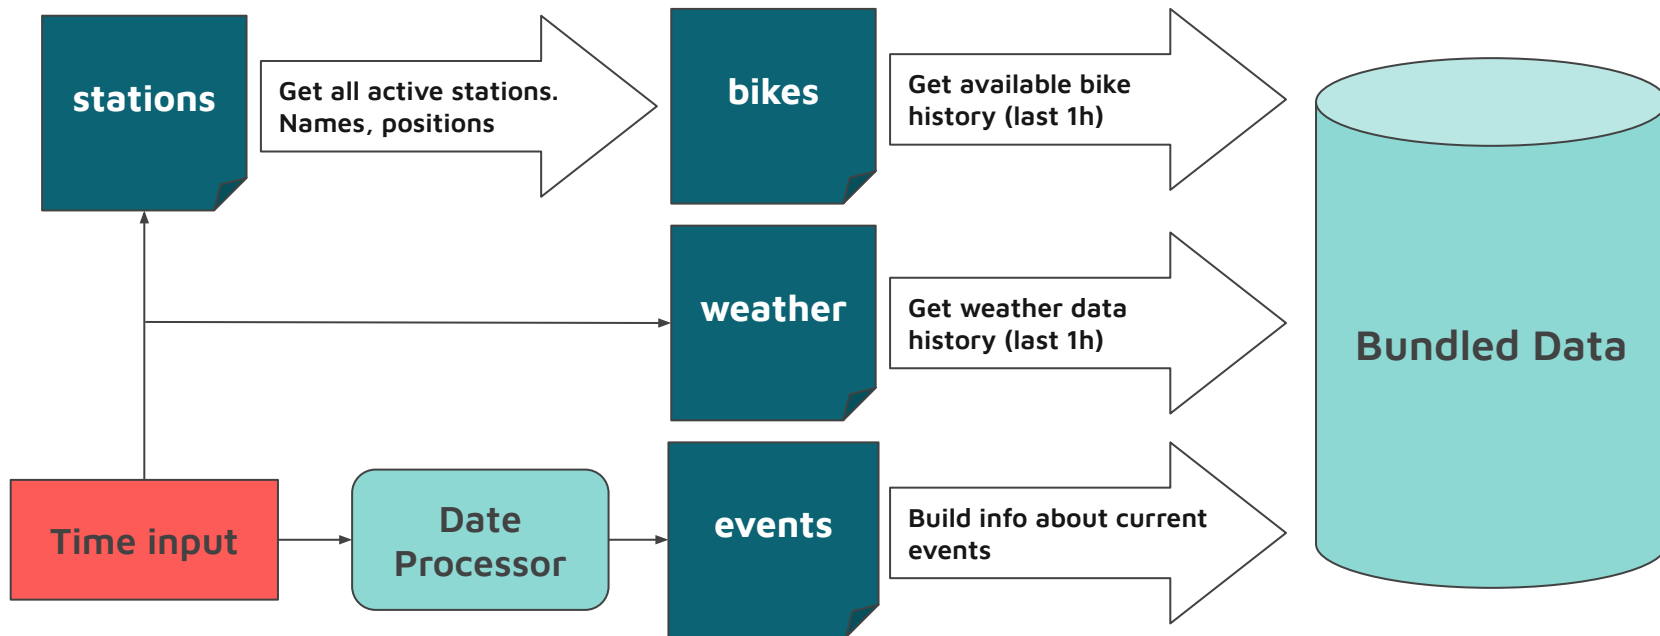 stations
Get all active stations.
Names, positions
bikes
Get available bike
history (last 1h)
weather
Get weather data
history (last 1h)
Bundled Data
Time input
Date
Processor
events
Build info about current
events